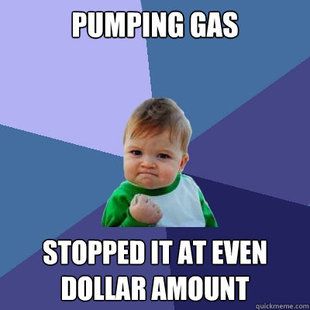 PUMPING GAS
STOPPED IT AT EVEN
DOLLAR AMOUNT
quickmeme.com